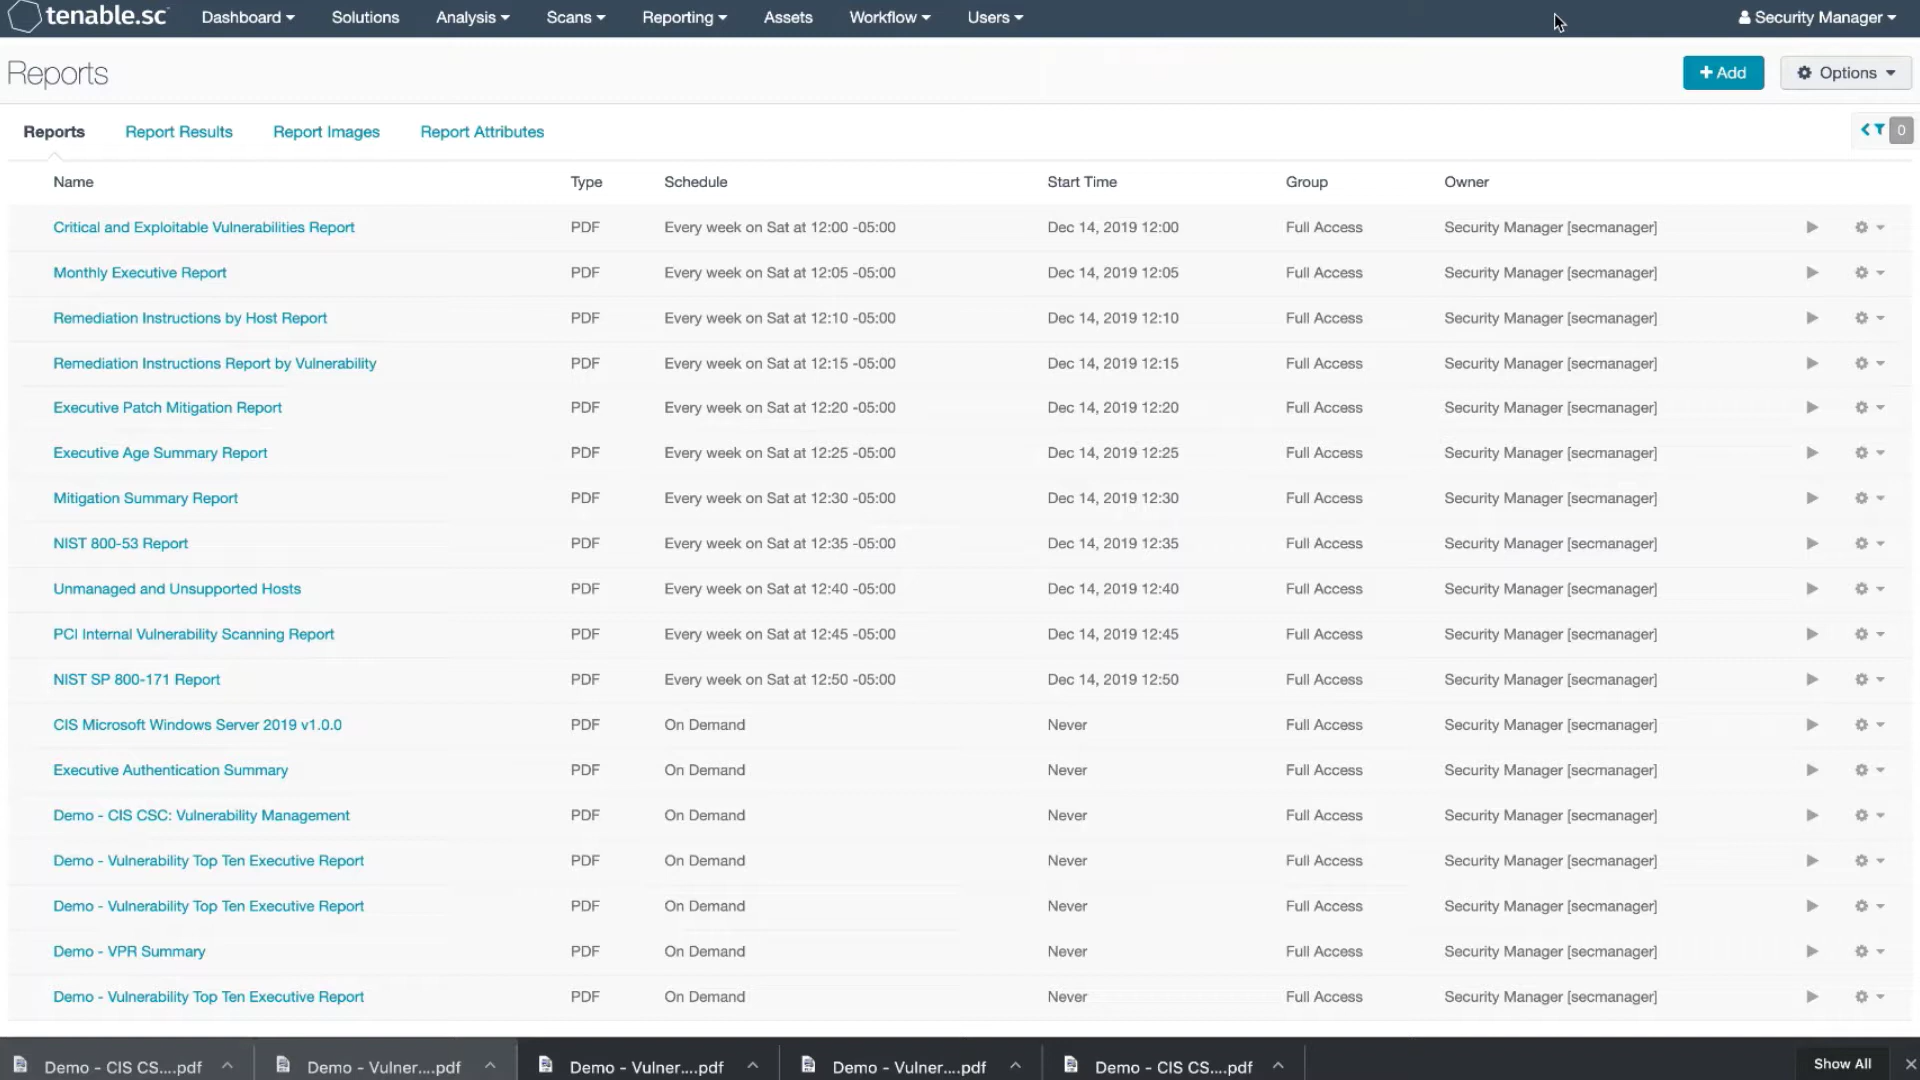 tenable.sc Dashboard Solutions Analysis Scans Reporting Assets Workflow Users Security Manager
Reports + Add Options
Reports Report Results Report Images Report Attributes 0
Name Type Schedule Start Time Group Owner
Critical and Exploitable Vulnerabilities Report PDF Every week on Sat at 12:00 -05:00 Dec 14, 2019 12:00 Full Access Security Manager [secmanager]
Monthly Executive Report PDF Every week on Sat at 12:05 -05:00 Dec 14, 2019 12:05 Full Access Security Manager [secmanager]
Remediation Instructions by Host Report PDF Every week on Sat at 12:10 -05:00 Dec 14, 2019 12:10 Full Access Security Manager [secmanager]
Remediation Instructions Report by Vulnerability PDF Every week on Sat at 12:15 -05:00 Dec 14, 2019 12:15 Full Access Security Manager [secmanager]
Executive Patch Mitigation Report PDF Every week on Sat at 12:20 -05:00 Dec 14, 2019 12:20 Full Access Security Manager [secmanager]
Executive Age Summary Report PDF Every week on Sat at 12:25 -05:00 Dec 14, 2019 12:25 Full Access Security Manager [secmanager]
Mitigation Summary Report PDF Every week on Sat at 12:30 -05:00 Dec 14, 2019 12:30 Full Access Security Manager [secmanager]
NIST 800-53 Report PDF Every week on Sat at 12:35 -05:00 Dec 14, 2019 12:35 Full Access Security Manager [secmanager]
Unmanaged and Unsupported Hosts PDF Every week on Sat at 12:40 -05:00 Dec 14, 2019 12:40 Full Access Security Manager [secmanager]
PCI Internal Vulnerability Scanning Report PDF Every week on Sat at 12:45 -05:00 Dec 14, 2019 12:45 Full Access Security Manager [secmanager]
NIST SP 800-171 Report PDF Every week on Sat at 12:50 -05:00 Dec 14, 2019 12:50 Full Access Security Manager [secmanager]
CIS Microsoft Windows Server 2019 v1.0.0 PDF On Demand Never Full Access Security Manager [secmanager]
Executive Authentication Summary PDF On Demand Never Full Access Security Manager [secmanager]
Demo - CIS CSC: Vulnerability Management PDF On Demand Never Full Access Security Manager [secmanager]
Demo - Vulnerability Top Ten Executive Report PDF On Demand Never Full Access Security Manager [secmanager]
Demo - Vulnerability Top Ten Executive Report PDF On Demand Never Full Access Security Manager [secmanager]
Demo - VPR Summary PDF On Demand Never Full Access Security Manager [secmanager]
Demo - Vulnerability Top Ten Executive Report PDF On Demand Never Full Access Security Manager [secmanager]
Demo - CIS CS....pdf Demo - Vulner....pdf Demo - Vulner....pdf Demo - Vulner....pdf Demo - CIS CS....pdf Show All